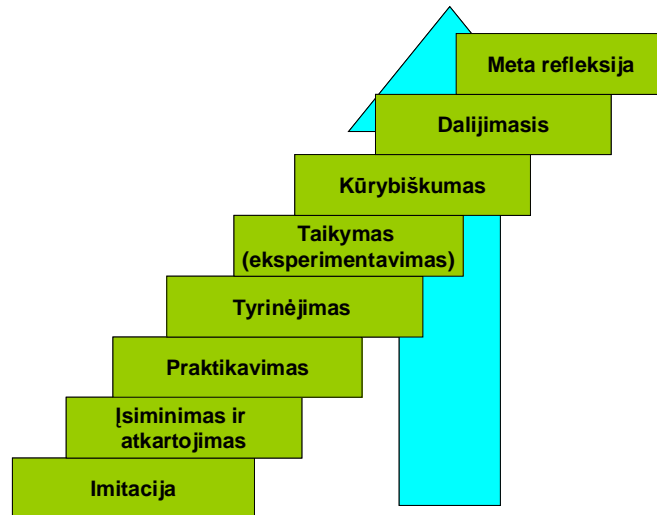 Meta refleksija
Dalijimasis
Kūrybiškumas
Taikymas
(eksperimentavimas)
Tyrinėjimas
Praktikavimas
Įsiminimas ir
atkartojimas
Imitacija